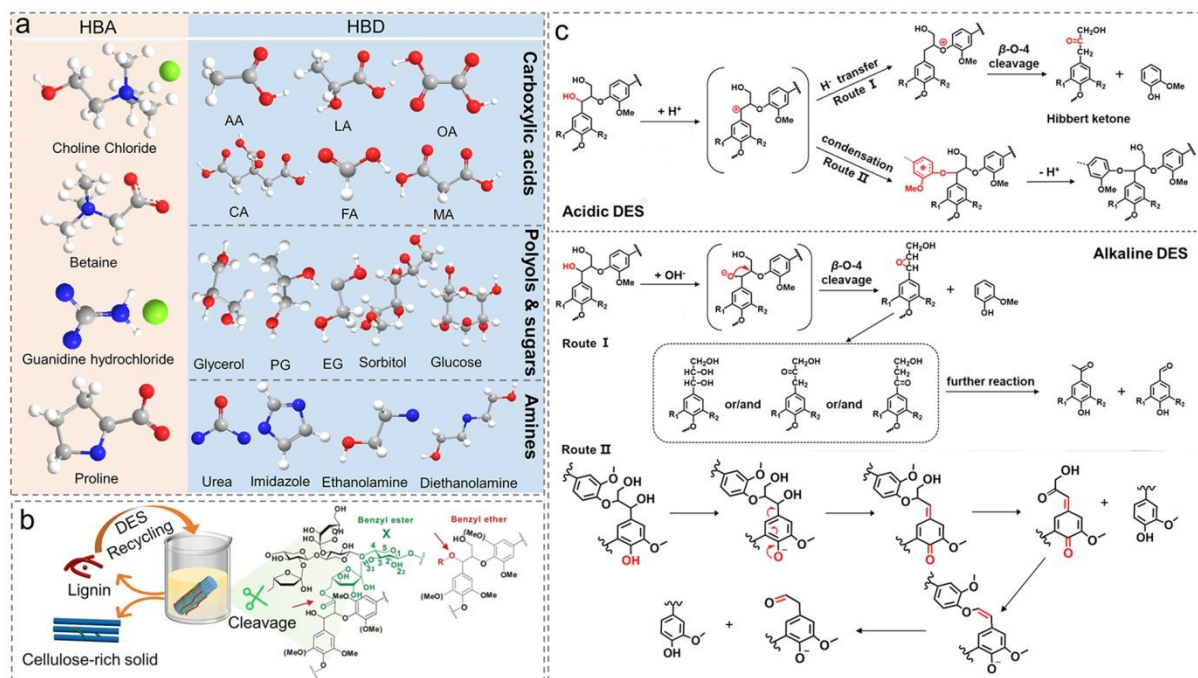 a
HBA
HBD
Choline Chloride
Betaine
Guanidine hydrochloride
Proline
AA
LA
OA
CA
FA
MA
Carboxylic acids
Glycerol
PG
EG
Sorbitol
Glucose
Polyols & sugars
Urea
Imidazole
Ethanolamine
Diethanolamine
Amines
b
DES
Recycling
Lignin
Cellulose-rich solid
Cleavage
Benzyl ester
X
Benzyl ether
c
+ H⁺
H⁻ transfer
Route I
β-O-4
cleavage
Hibbert ketone
condensation
Route II
- H⁺
Acidic DES
Alkaline DES
+ OH⁻
β-O-4
cleavage
Route I
or/and
or/and
further reaction
Route II